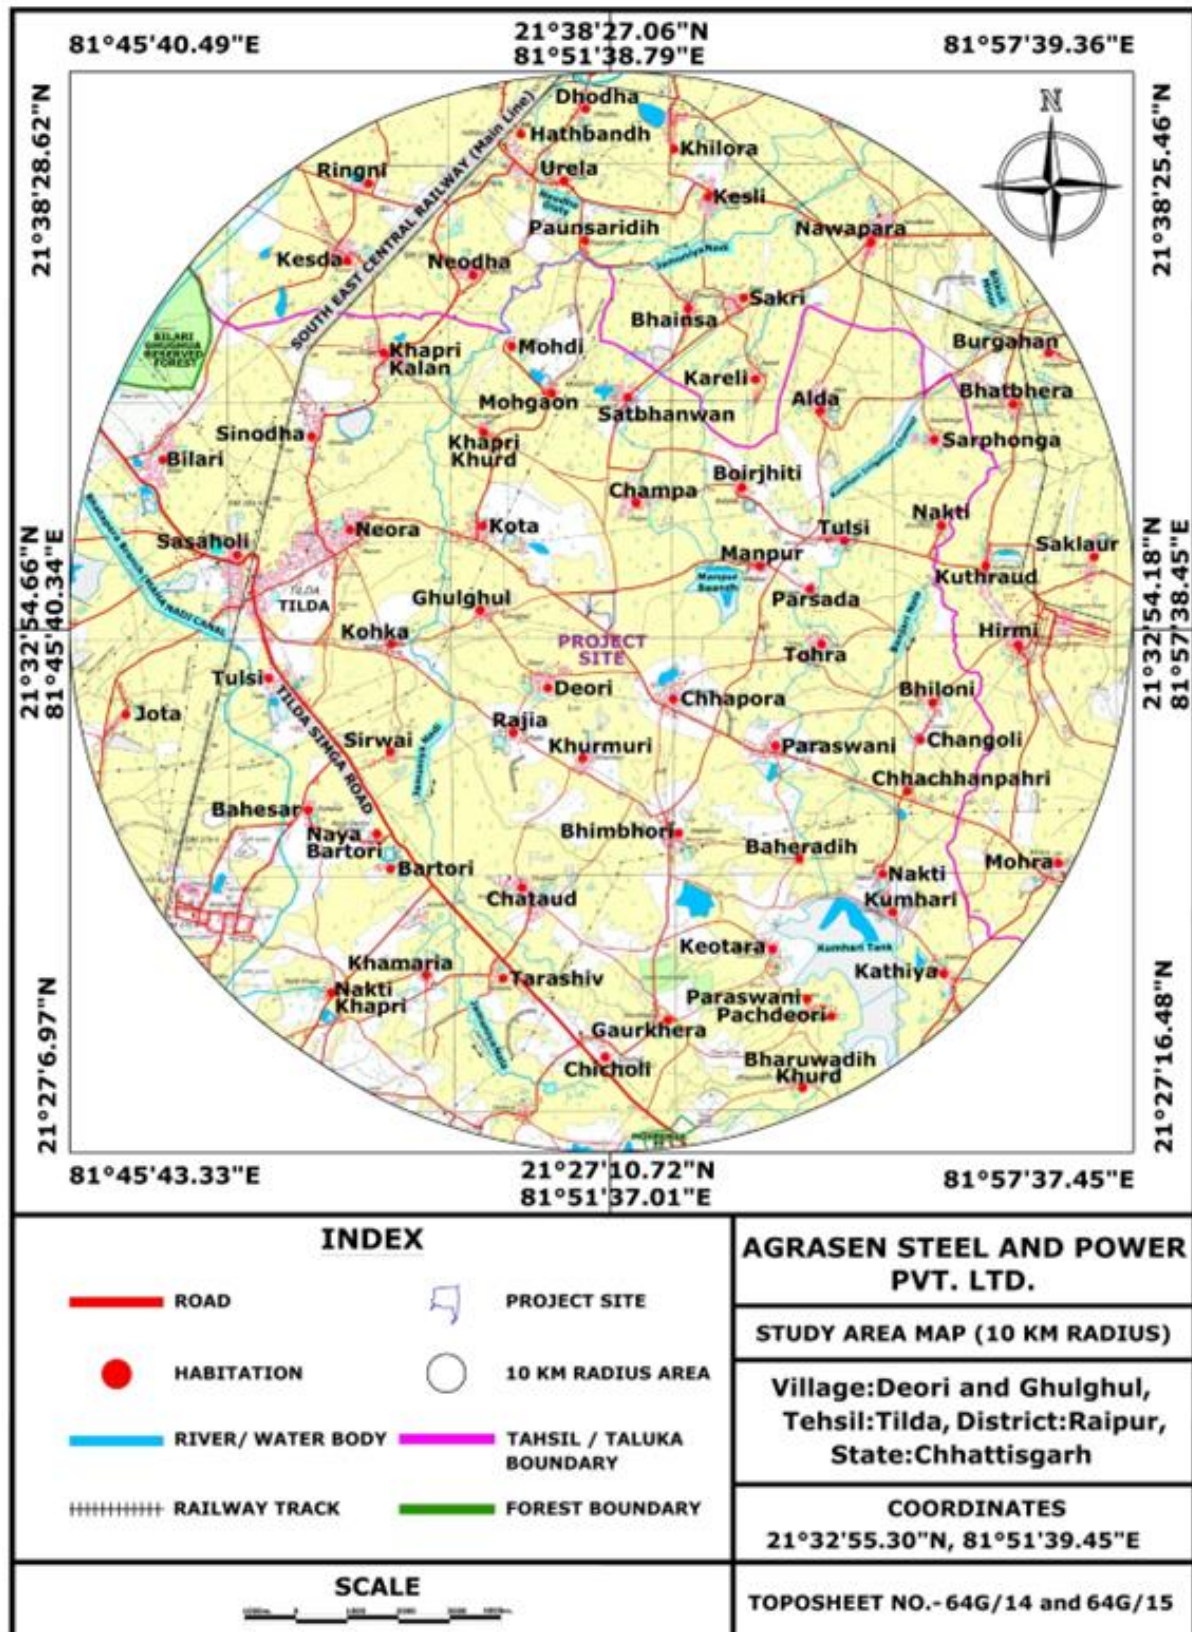 81°45'40.49"E
21°38'27.06"N
81°51'38.79"E
81°57'39.36"E
21°38'28.62"N
21°38'25.46"N
N
Dhodha
Hathbandh
Khilora
Ringni
Urela
Kesli
SOUTH EAST CENTRAL RAILWAY (Main Line)
Paunsaridih
Nawapara
Jamuniya Nadi
Kesda
Neodha
Sakri
Bhainsa
BILARI
GHUGHUA
RESERVED
FOREST
Mohdi
Burgahan
Khapri
Kalan
Kareli
Mohgaon
Satbhanwan
Alda
Bhatbhera
Sinodha
Khapri
Khurd
Sarphonga
Bilari
Boirjhiti
Champa
Neora
Kota
Tulsi
Nakti
Sasaholi
Manpur
Saklaur
Manpur
Kuthraud
TILDA
TILDA
Ghulghul
Parsada
Kohka
PROJECT
SITE
Hirmi
Tohra
21°32'54.66"N
81°45'40.34"E
21°32'54.18"N
81°57'38.45"E
Tulsi
Deori
Chhapora
Bhiloni
Jota
TILDA SIMGA ROAD
Rajia
Sirwai
Khurmuri
Paraswani
Changoli
Jamuniya Nadi
Chhachhanpahri
Bahesar
Naya
Bartori
Bhimbhori
Baheradih
Mohra
Bartori
Nakti
Chataud
Kumhari
Keotara
Kumhari Tank
Khamaria
Tarashiv
Kathiya
Nakti
Khapri
Paraswani
Pachdeori
Gaurkhera
Chicholi
Bharuwadih
Khurd
21°27'6.97"N
21°27'16.48"N
81°45'43.33"E
21°27'10.72"N
81°51'37.01"E
81°57'37.45"E
INDEX
ROAD
PROJECT SITE
HABITATION
10 KM RADIUS AREA
RIVER/ WATER BODY
TAHSIL / TALUKA
BOUNDARY
RAILWAY TRACK
FOREST BOUNDARY
SCALE
AGRASEN STEEL AND POWER
PVT. LTD.
STUDY AREA MAP (10 KM RADIUS)
Village:Deori and Ghulghul,
Tehsil:Tilda, District:Raipur,
State:Chhattisgarh
COORDINATES
21°32'55.30"N, 81°51'39.45"E
TOPOSHEET NO.-64G/14 and 64G/15